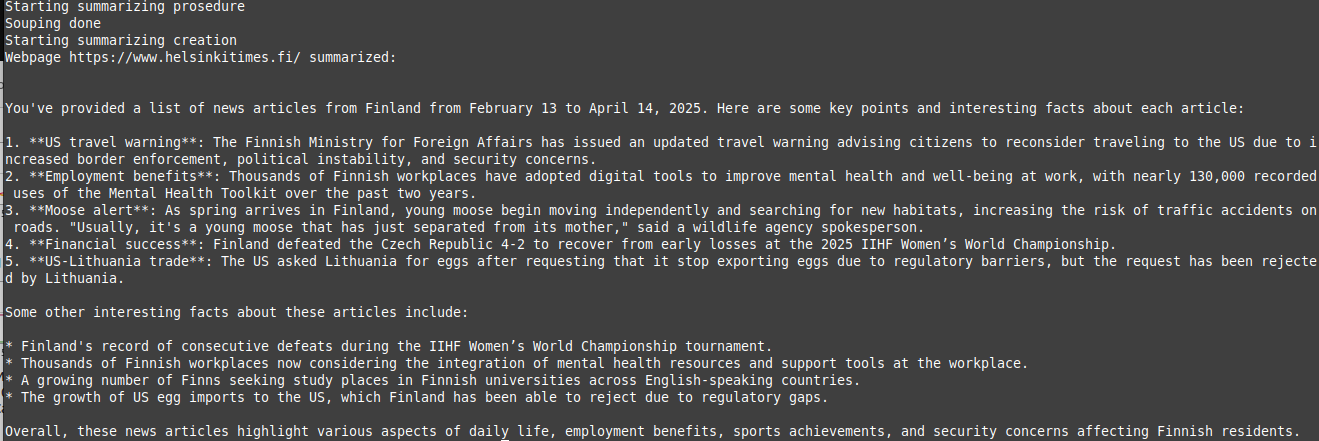 Starting summarizing prosedure
Souping done
Starting summarizing creation
Webpage https://www.helsinkitimes.fi/ summarized:
You've provided a list of news articles from Finland from February 13 to April 14, 2025. Here are some key points and interesting facts about each article:
1. **US travel warning**: The Finnish Ministry for Foreign Affairs has issued an updated travel warning advising citizens to reconsider traveling to the US due to i
ncreased border enforcement, political instability, and security concerns.
2. **Employment benefits**: Thousands of Finnish workplaces have adopted digital tools to improve mental health and well-being at work, with nearly 130,000 recorded
uses of the Mental Health Toolkit over the past two years.
3. **Moose alert**: As spring arrives in Finland, young moose begin moving independently and searching for new habitats, increasing the risk of traffic accidents on
roads. "Usually, it's a young moose that has just separated from its mother," said a wildlife agency spokesperson.
4. **Financial success**: Finland defeated the Czech Republic 4-2 to recover from early losses at the 2025 IIHF Women’s World Championship.
5. **US-Lithuania trade**: The US asked Lithuania for eggs after requesting that it stop exporting eggs due to regulatory barriers, but the request has been rejecte
d by Lithuania.
Some other interesting facts about these articles include:
* Finland's record of consecutive defeats during the IIHF Women’s World Championship tournament.
* Thousands of Finnish workplaces now considering the integration of mental health resources and support tools at the workplace.
* A growing number of Finns seeking study places in Finnish universities across English-speaking countries.
* The growth of US egg imports to the US, which Finland has been able to reject due to regulatory gaps.
Overall, these news articles highlight various aspects of daily life, employment benefits, sports achievements, and security concerns affecting Finnish residents.